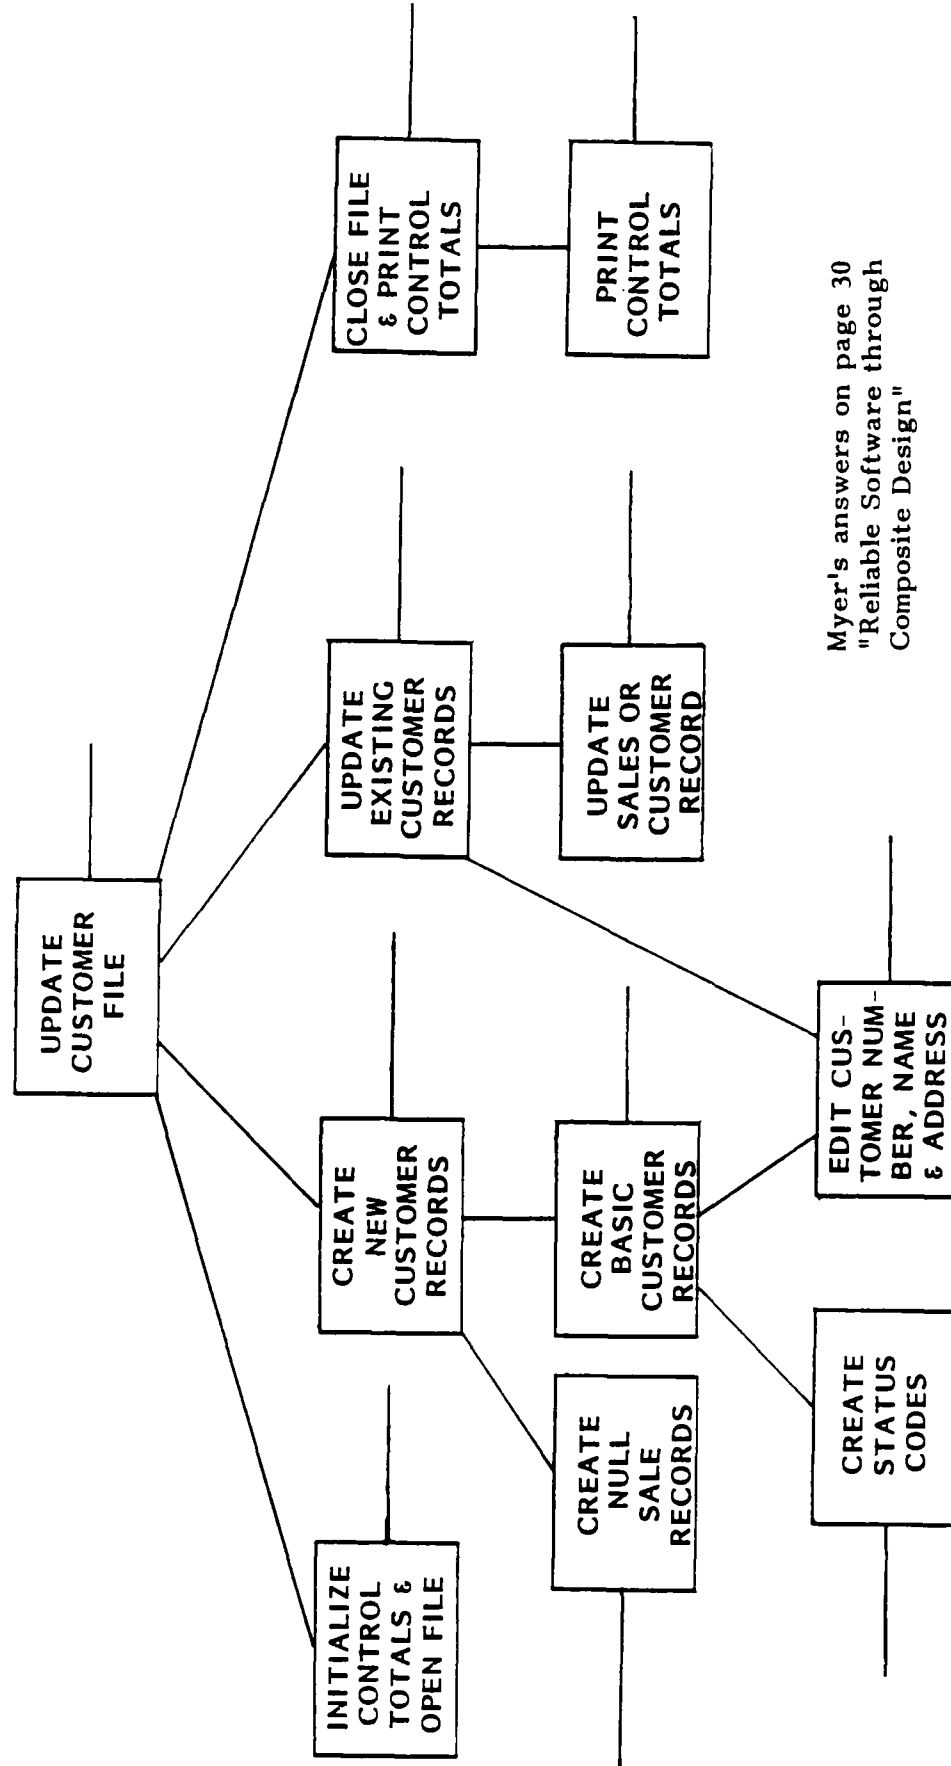 UPDATE
CUSTOMER
FILE
INITIALIZE
CONTROL
TOTALS &
OPEN FILE
CREATE
NEW
CUSTOMER
RECORDS
UPDATE
EXISTING
CUSTOMER
RECORDS
CLOSE FILE
& PRINT
CONTROL
TOTALS
CREATE
NULL
SALE
RECORDS
CREATE
BASIC
CUSTOMER
RECORDS
UPDATE
SALES OR
CUSTOMER
RECORD
PRINT
CONTROL
TOTALS
CREATE
STATUS
CODES
EDIT CUS-
TOMER NUM-
BER, NAME
& ADDRESS
Myer's answers on page 30
"Reliable Software through
Composite Design"